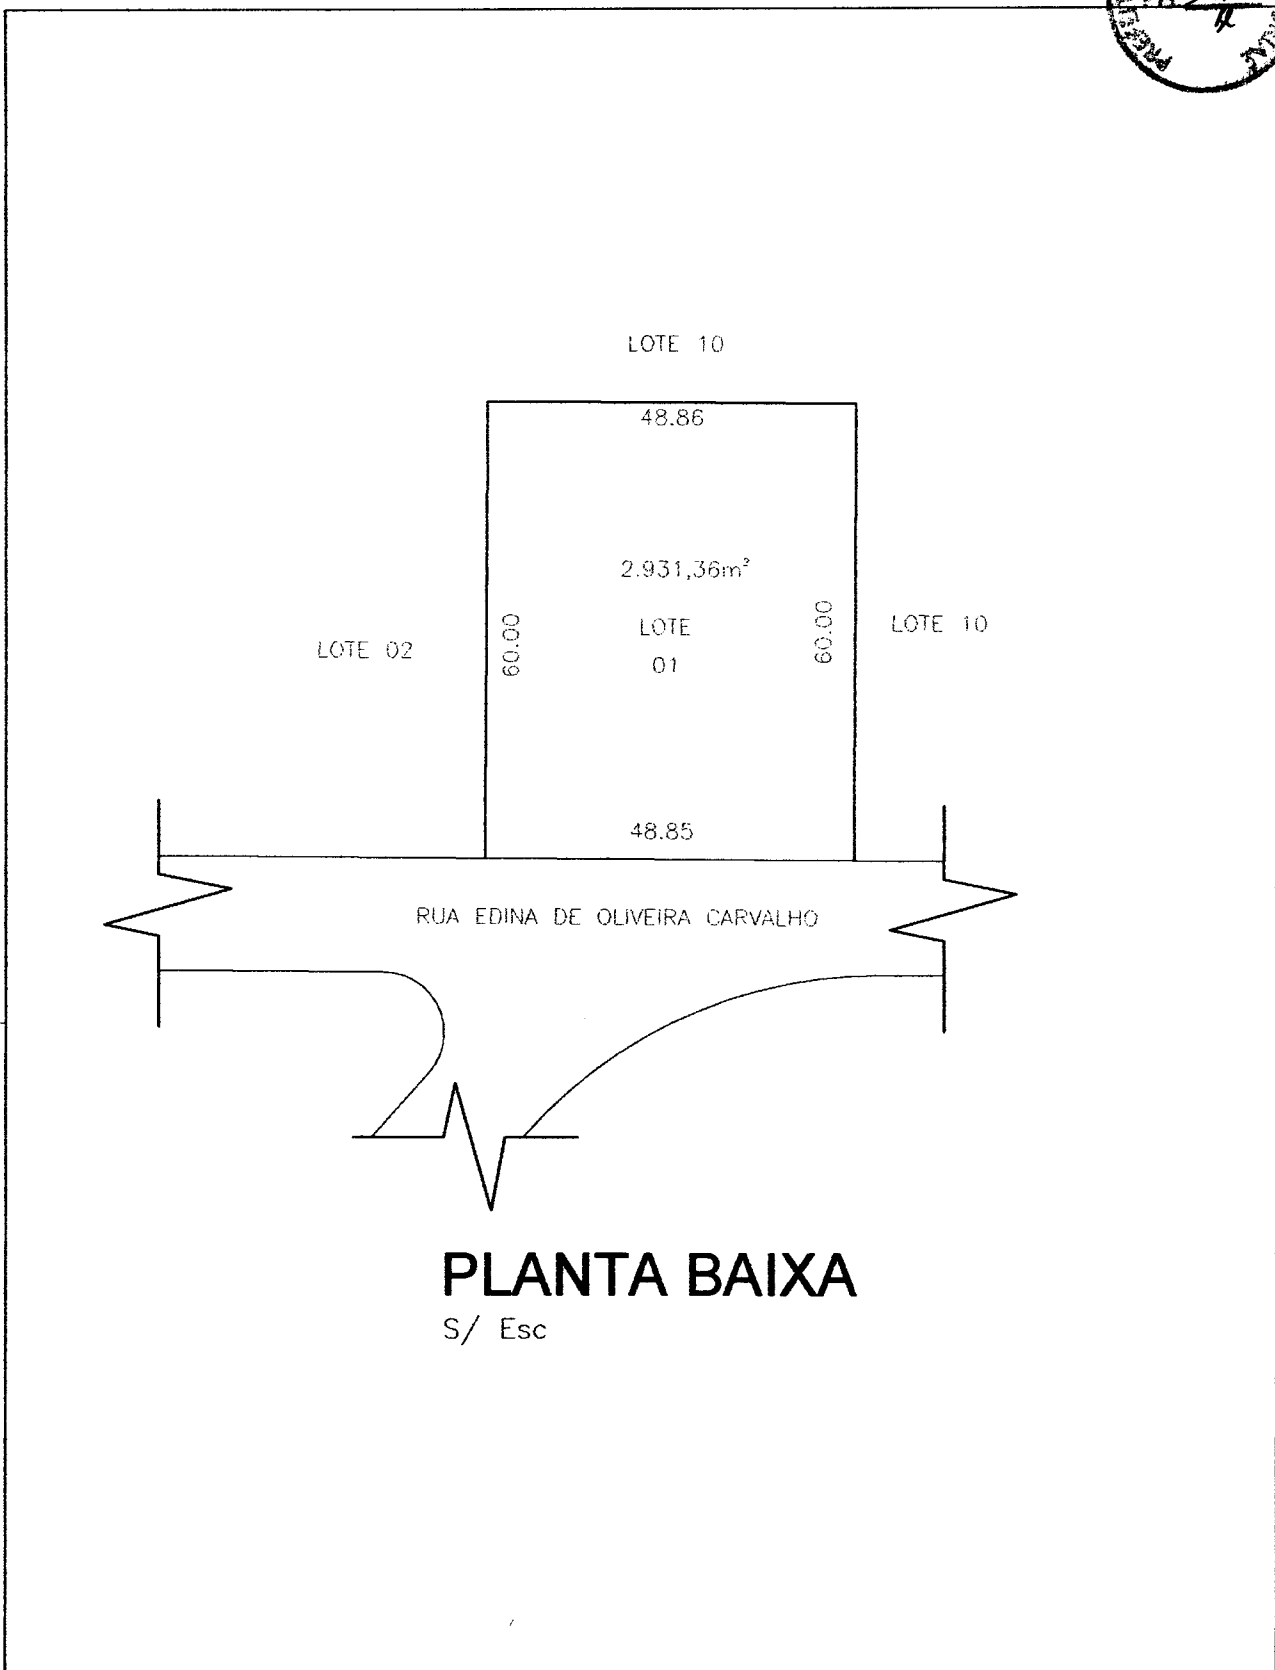 LOTE 10
48.86
2.931,36m²
60.00
60.00
LOTE
01
LOTE 02
LOTE 10
48.85
RUA EDINA DE OLIVEIRA CARVALHO
PLANTA BAIXA
S/ Esc